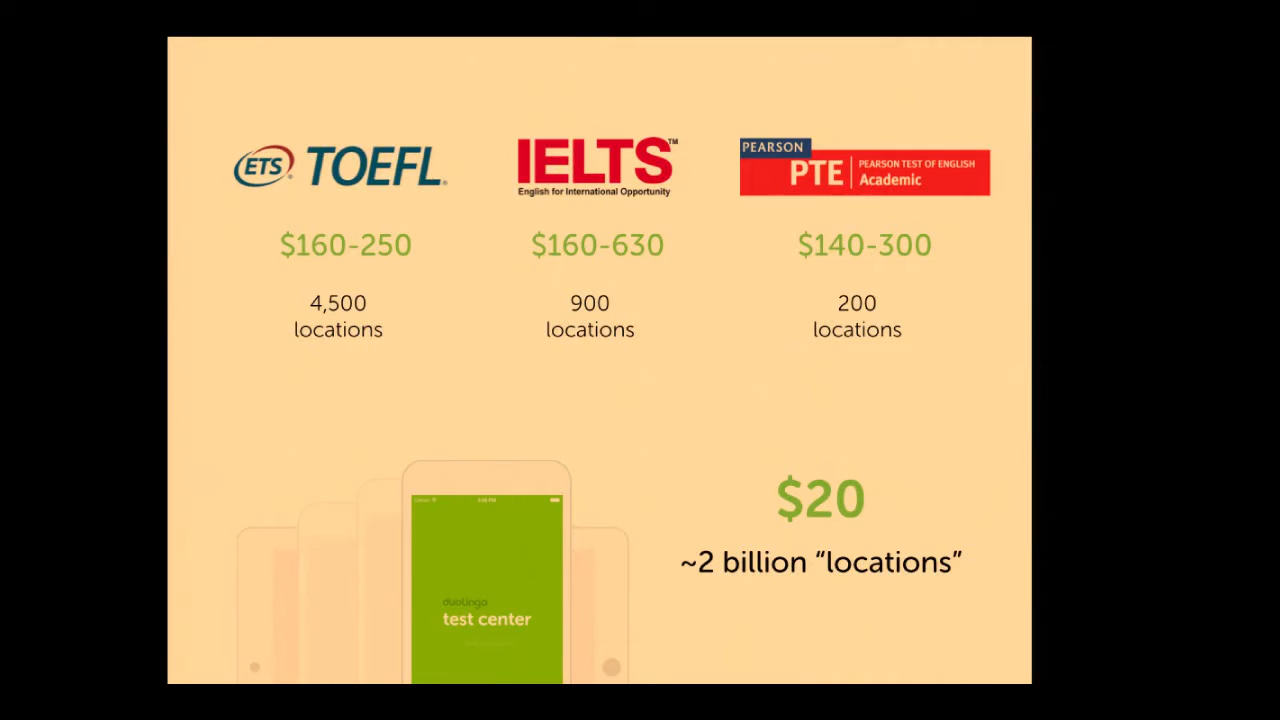 ETS TOEFL
IELTS™
English for International Opportunity
PEARSON
PTE
PEARSON TEST OF ENGLISH
Academic
$160-250
$160-630
$140-300
4,500
locations
900
locations
200
locations
$20
~2 billion “locations”
duolingo
test center